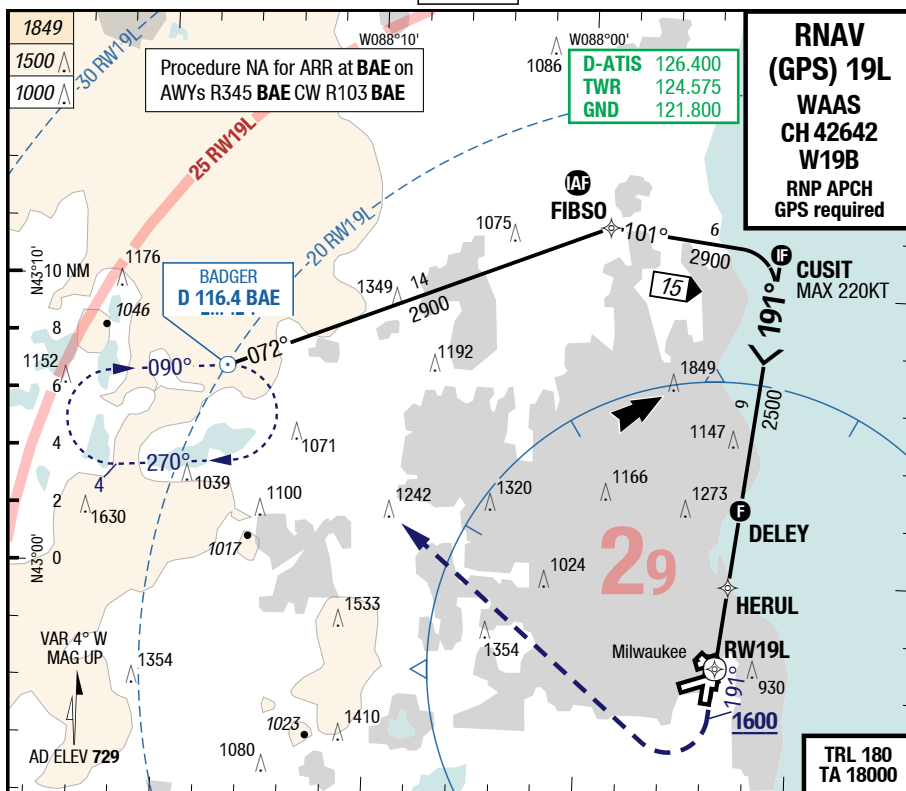 1849
1500
1000
30 RW19L
25 RW19L
20 RW19L
Procedure NA for ARR at BAE on
AWYs R345 BAE CW R103 BAE
W088°10'
W088°00'
1086
D-ATIS 126.400
TWR 124.575
GND 121.800
RNAV
(GPS) 19L
WAAS
CH 42642
W19B
RNP APCH
GPS required
IAF
FIBSO
101°
6
2900
IF
CUSIT
MAX 220KT
191°
15
1075
14
1349
2900
072°
N43°10'
10 NM
1176
1046
BADGER
D 116.4 BAE
8
1152
6
090°
1192
1849
9
2500
1147
4
270°
4
1071
1039
1630
1100
1242
1320
1166
1273
F
DELEY
2
1017
0
N43°00'
1024
29
HERUL
1533
1354
Milwaukee
RW19L
930
191°
1600
VAR 4° W
MAG UP
1354
1023
1410
1080
AD ELEV 729
TRL 180
TA 18000